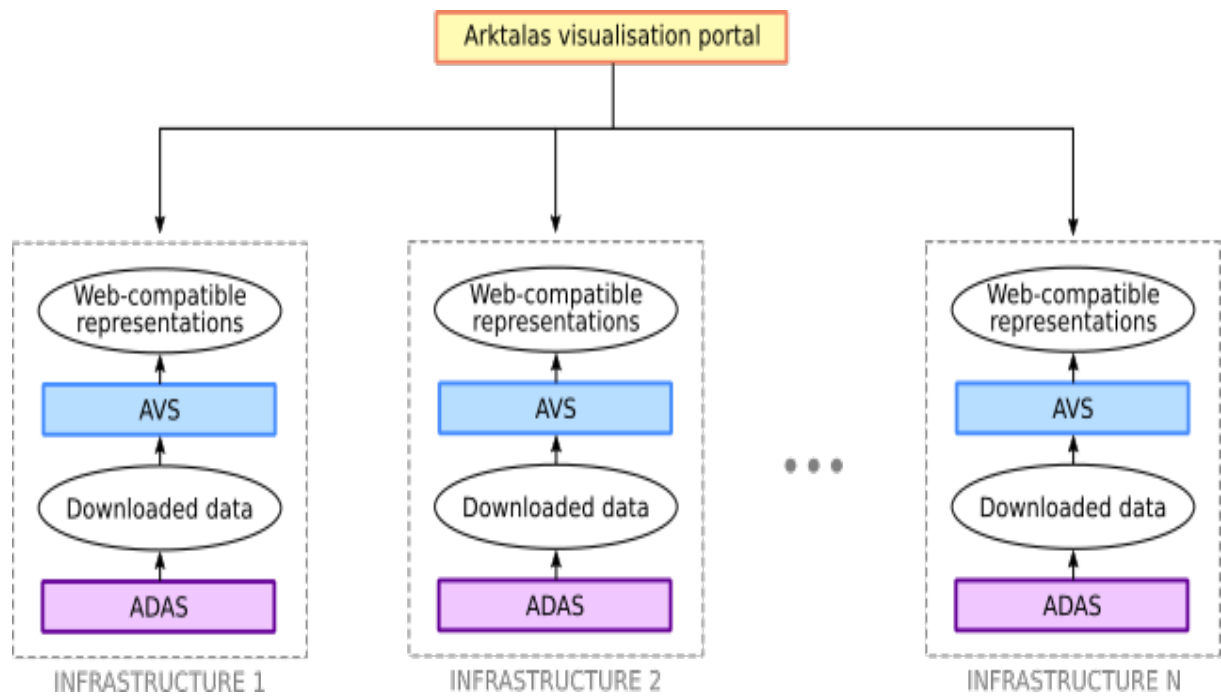 Arktalas visualisation portal
Web-compatible
representations
AVS
Downloaded data
ADAS
INFRASTRUCTURE 1
Web-compatible
representations
AVS
Downloaded data
ADAS
INFRASTRUCTURE 2
Web-compatible
representations
AVS
Downloaded data
ADAS
INFRASTRUCTURE N